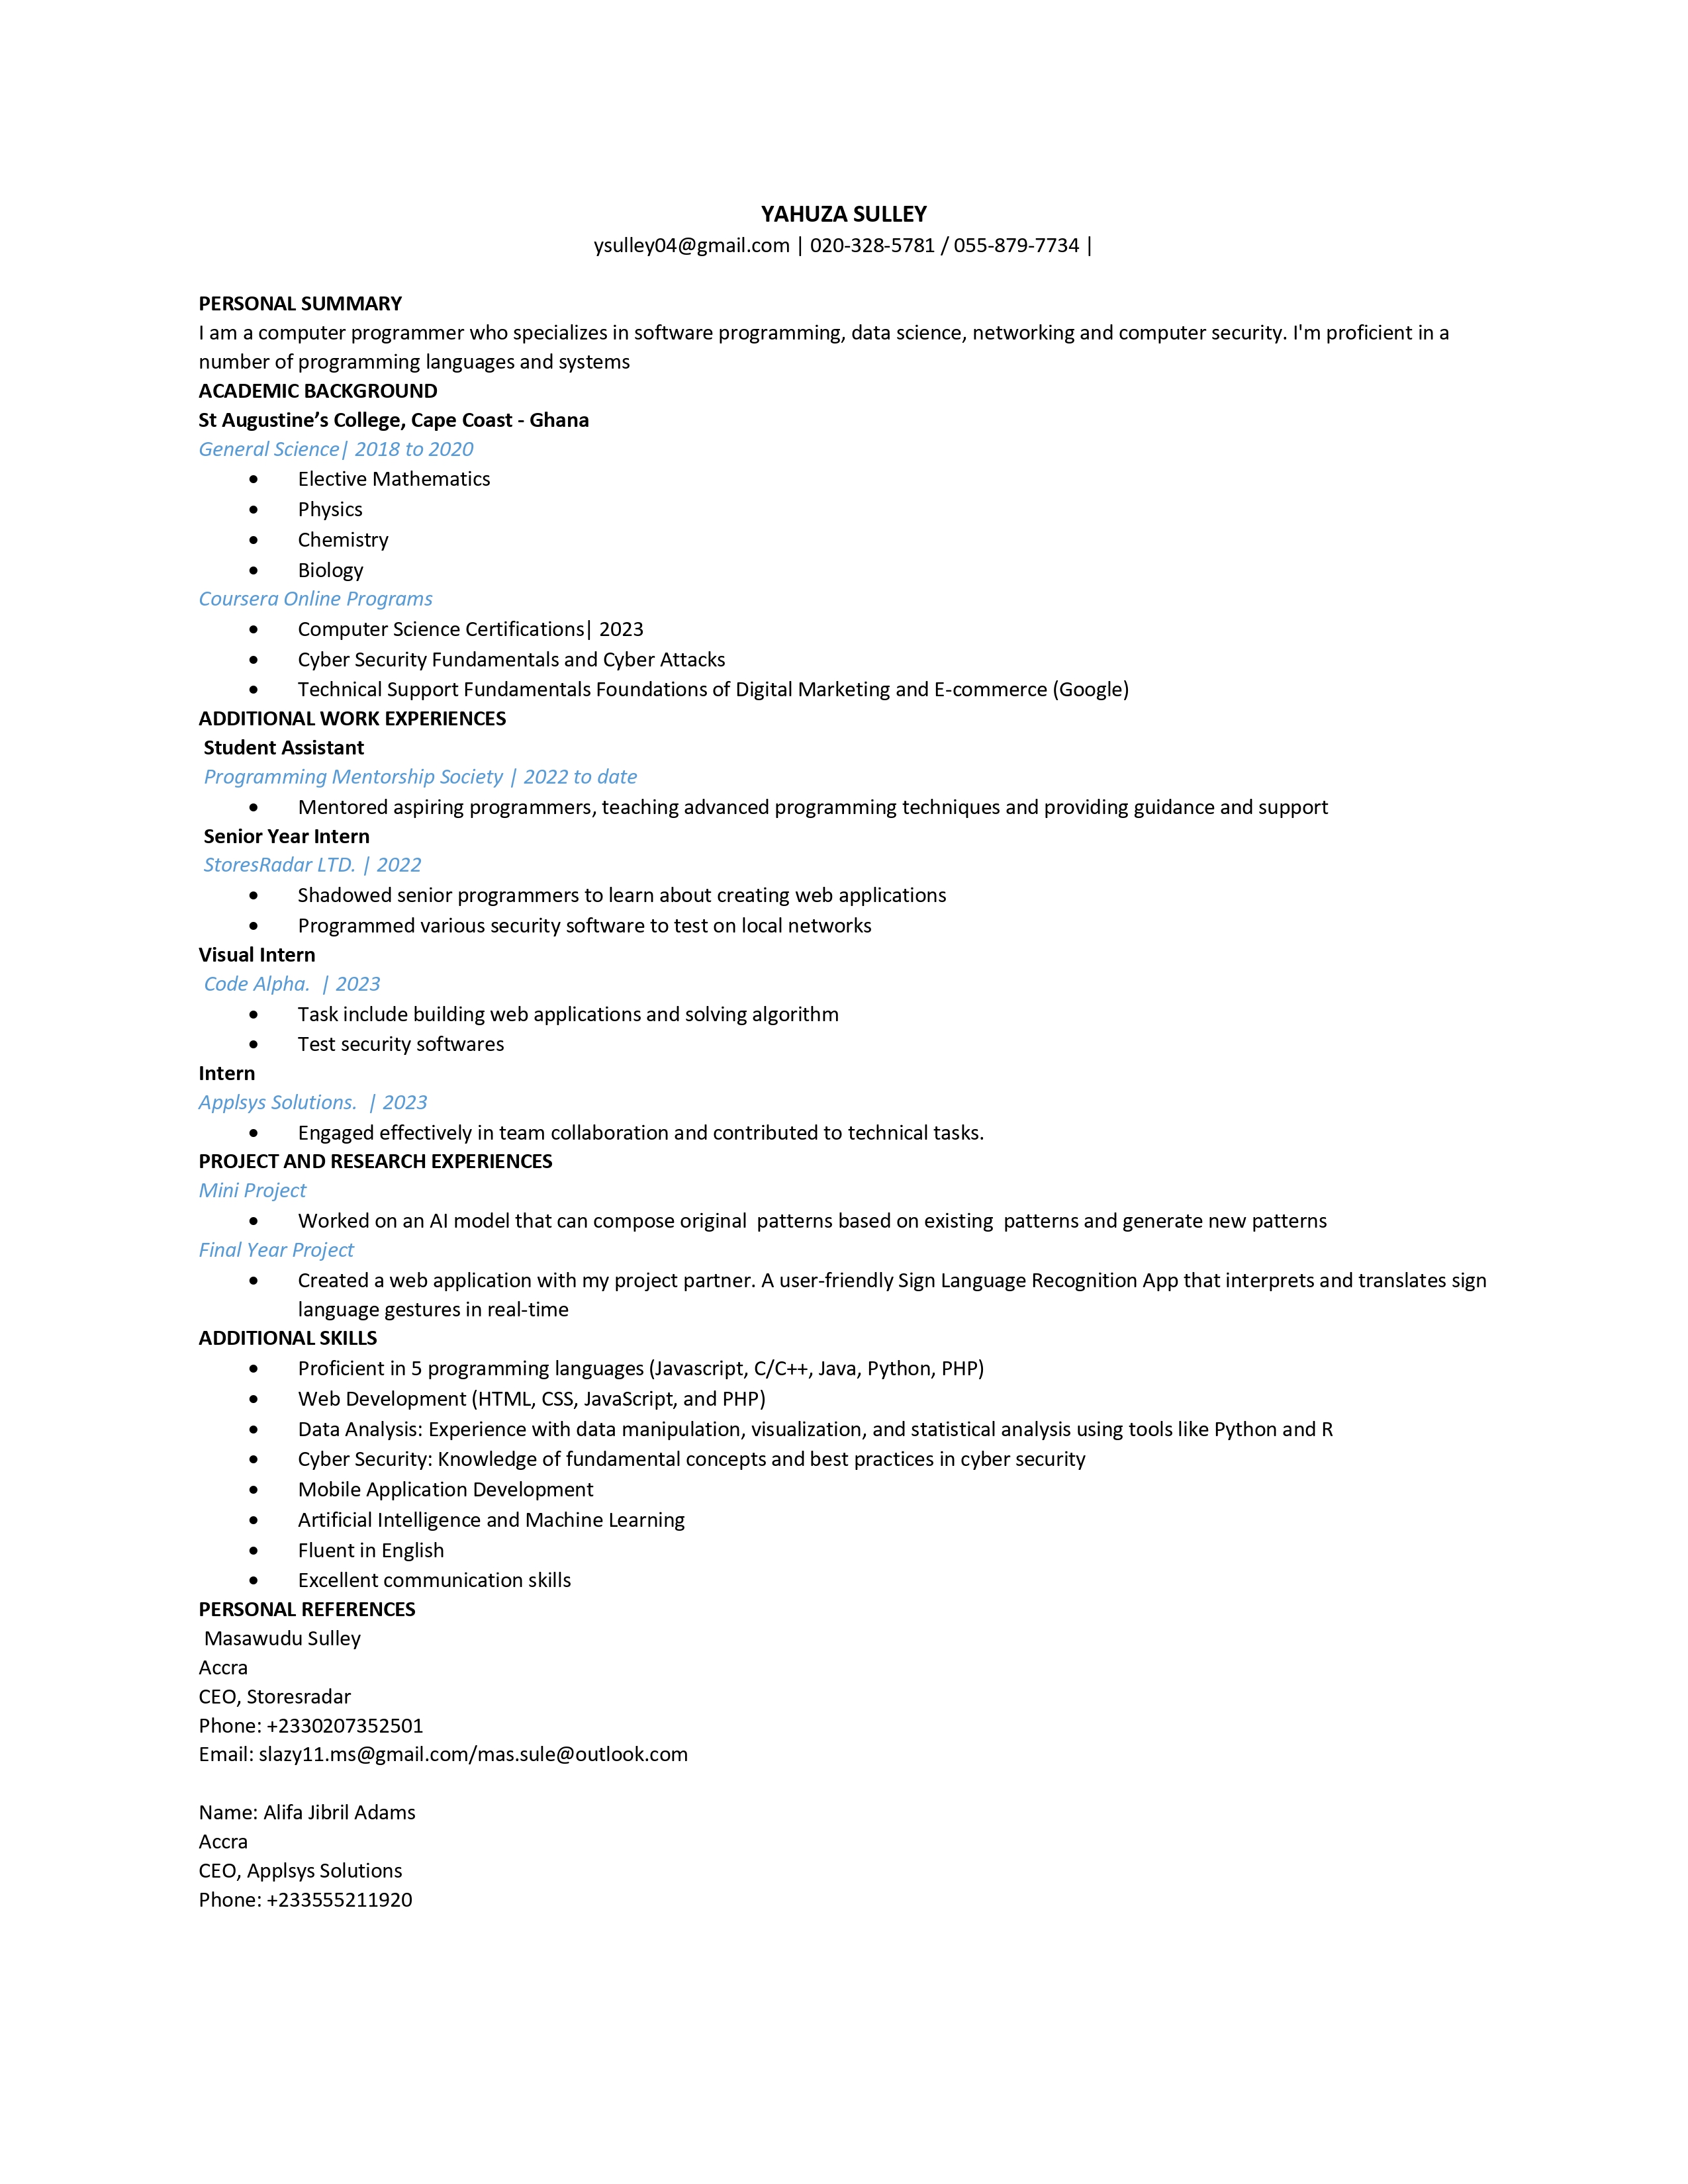 YAHUZA SULLEY
ysulley04@gmail.com | 020-328-5781 / 055-879-7734 |
PERSONAL SUMMARY
I am a computer programmer who specializes in software programming, data science, networking and computer security. I'm proficient in a
number of programming languages and systems
ACADEMIC BACKGROUND
St Augustine’s College, Cape Coast - Ghana
General Science| 2018 to 2020
• Elective Mathematics
• Physics
• Chemistry
• Biology
Coursera Online Programs
• Computer Science Certifications| 2023
• Cyber Security Fundamentals and Cyber Attacks
• Technical Support Fundamentals Foundations of Digital Marketing and E-commerce (Google)
ADDITIONAL WORK EXPERIENCES
Student Assistant
Programming Mentorship Society | 2022 to date
• Mentored aspiring programmers, teaching advanced programming techniques and providing guidance and support
Senior Year Intern
StoresRadar LTD. | 2022
• Shadowed senior programmers to learn about creating web applications
• Programmed various security software to test on local networks
Visual Intern
Code Alpha.  | 2023
• Task include building web applications and solving algorithm
• Test security softwares
Intern
Applsys Solutions.  | 2023
• Engaged effectively in team collaboration and contributed to technical tasks.
PROJECT AND RESEARCH EXPERIENCES
Mini Project
• Worked on an AI model that can compose original  patterns based on existing  patterns and generate new patterns
Final Year Project
• Created a web application with my project partner. A user-friendly Sign Language Recognition App that interprets and translates sign
language gestures in real-time
ADDITIONAL SKILLS
• Proficient in 5 programming languages (Javascript, C/C++, Java, Python, PHP)
• Web Development (HTML, CSS, JavaScript, and PHP)
• Data Analysis: Experience with data manipulation, visualization, and statistical analysis using tools like Python and R
• Cyber Security: Knowledge of fundamental concepts and best practices in cyber security
• Mobile Application Development
• Artificial Intelligence and Machine Learning
• Fluent in English
• Excellent communication skills
PERSONAL REFERENCES
Masawudu Sulley
Accra
CEO, Storesradar
Phone: +2330207352501
Email: slazy11.ms@gmail.com/mas.sule@outlook.com
Name: Alifa Jibril Adams
Accra
CEO, Applsys Solutions
Phone: +233555211920